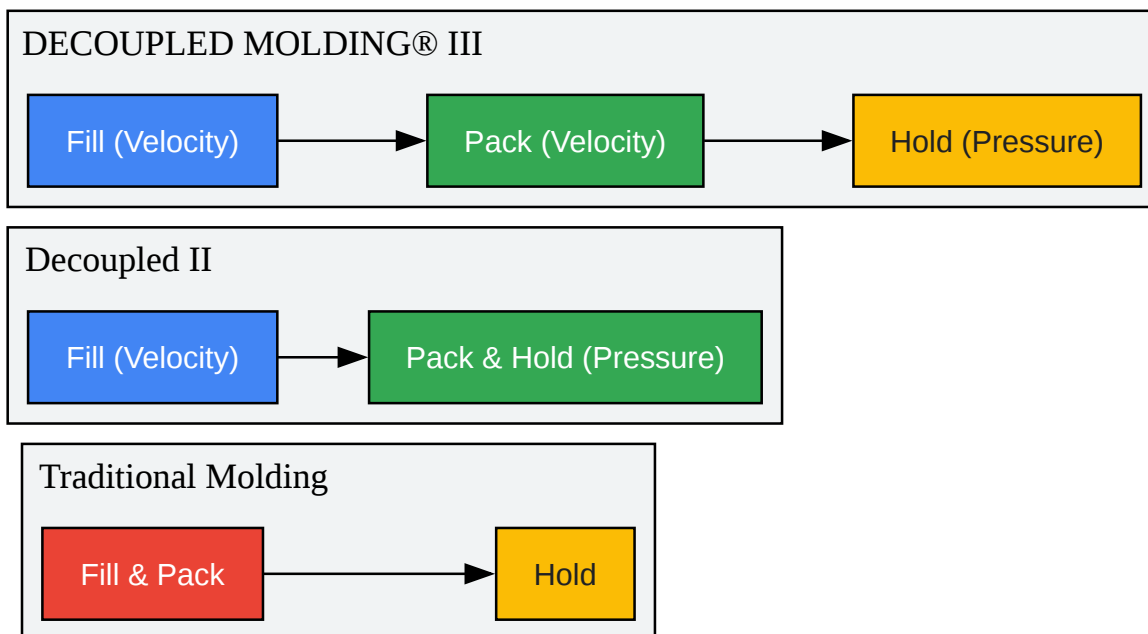 DECOUPLED MOLDING® III
Fill (Velocity)
Pack (Velocity)
Hold (Pressure)
Decoupled II
Fill (Velocity)
Pack & Hold (Pressure)
Traditional Molding
Fill & Pack
Hold